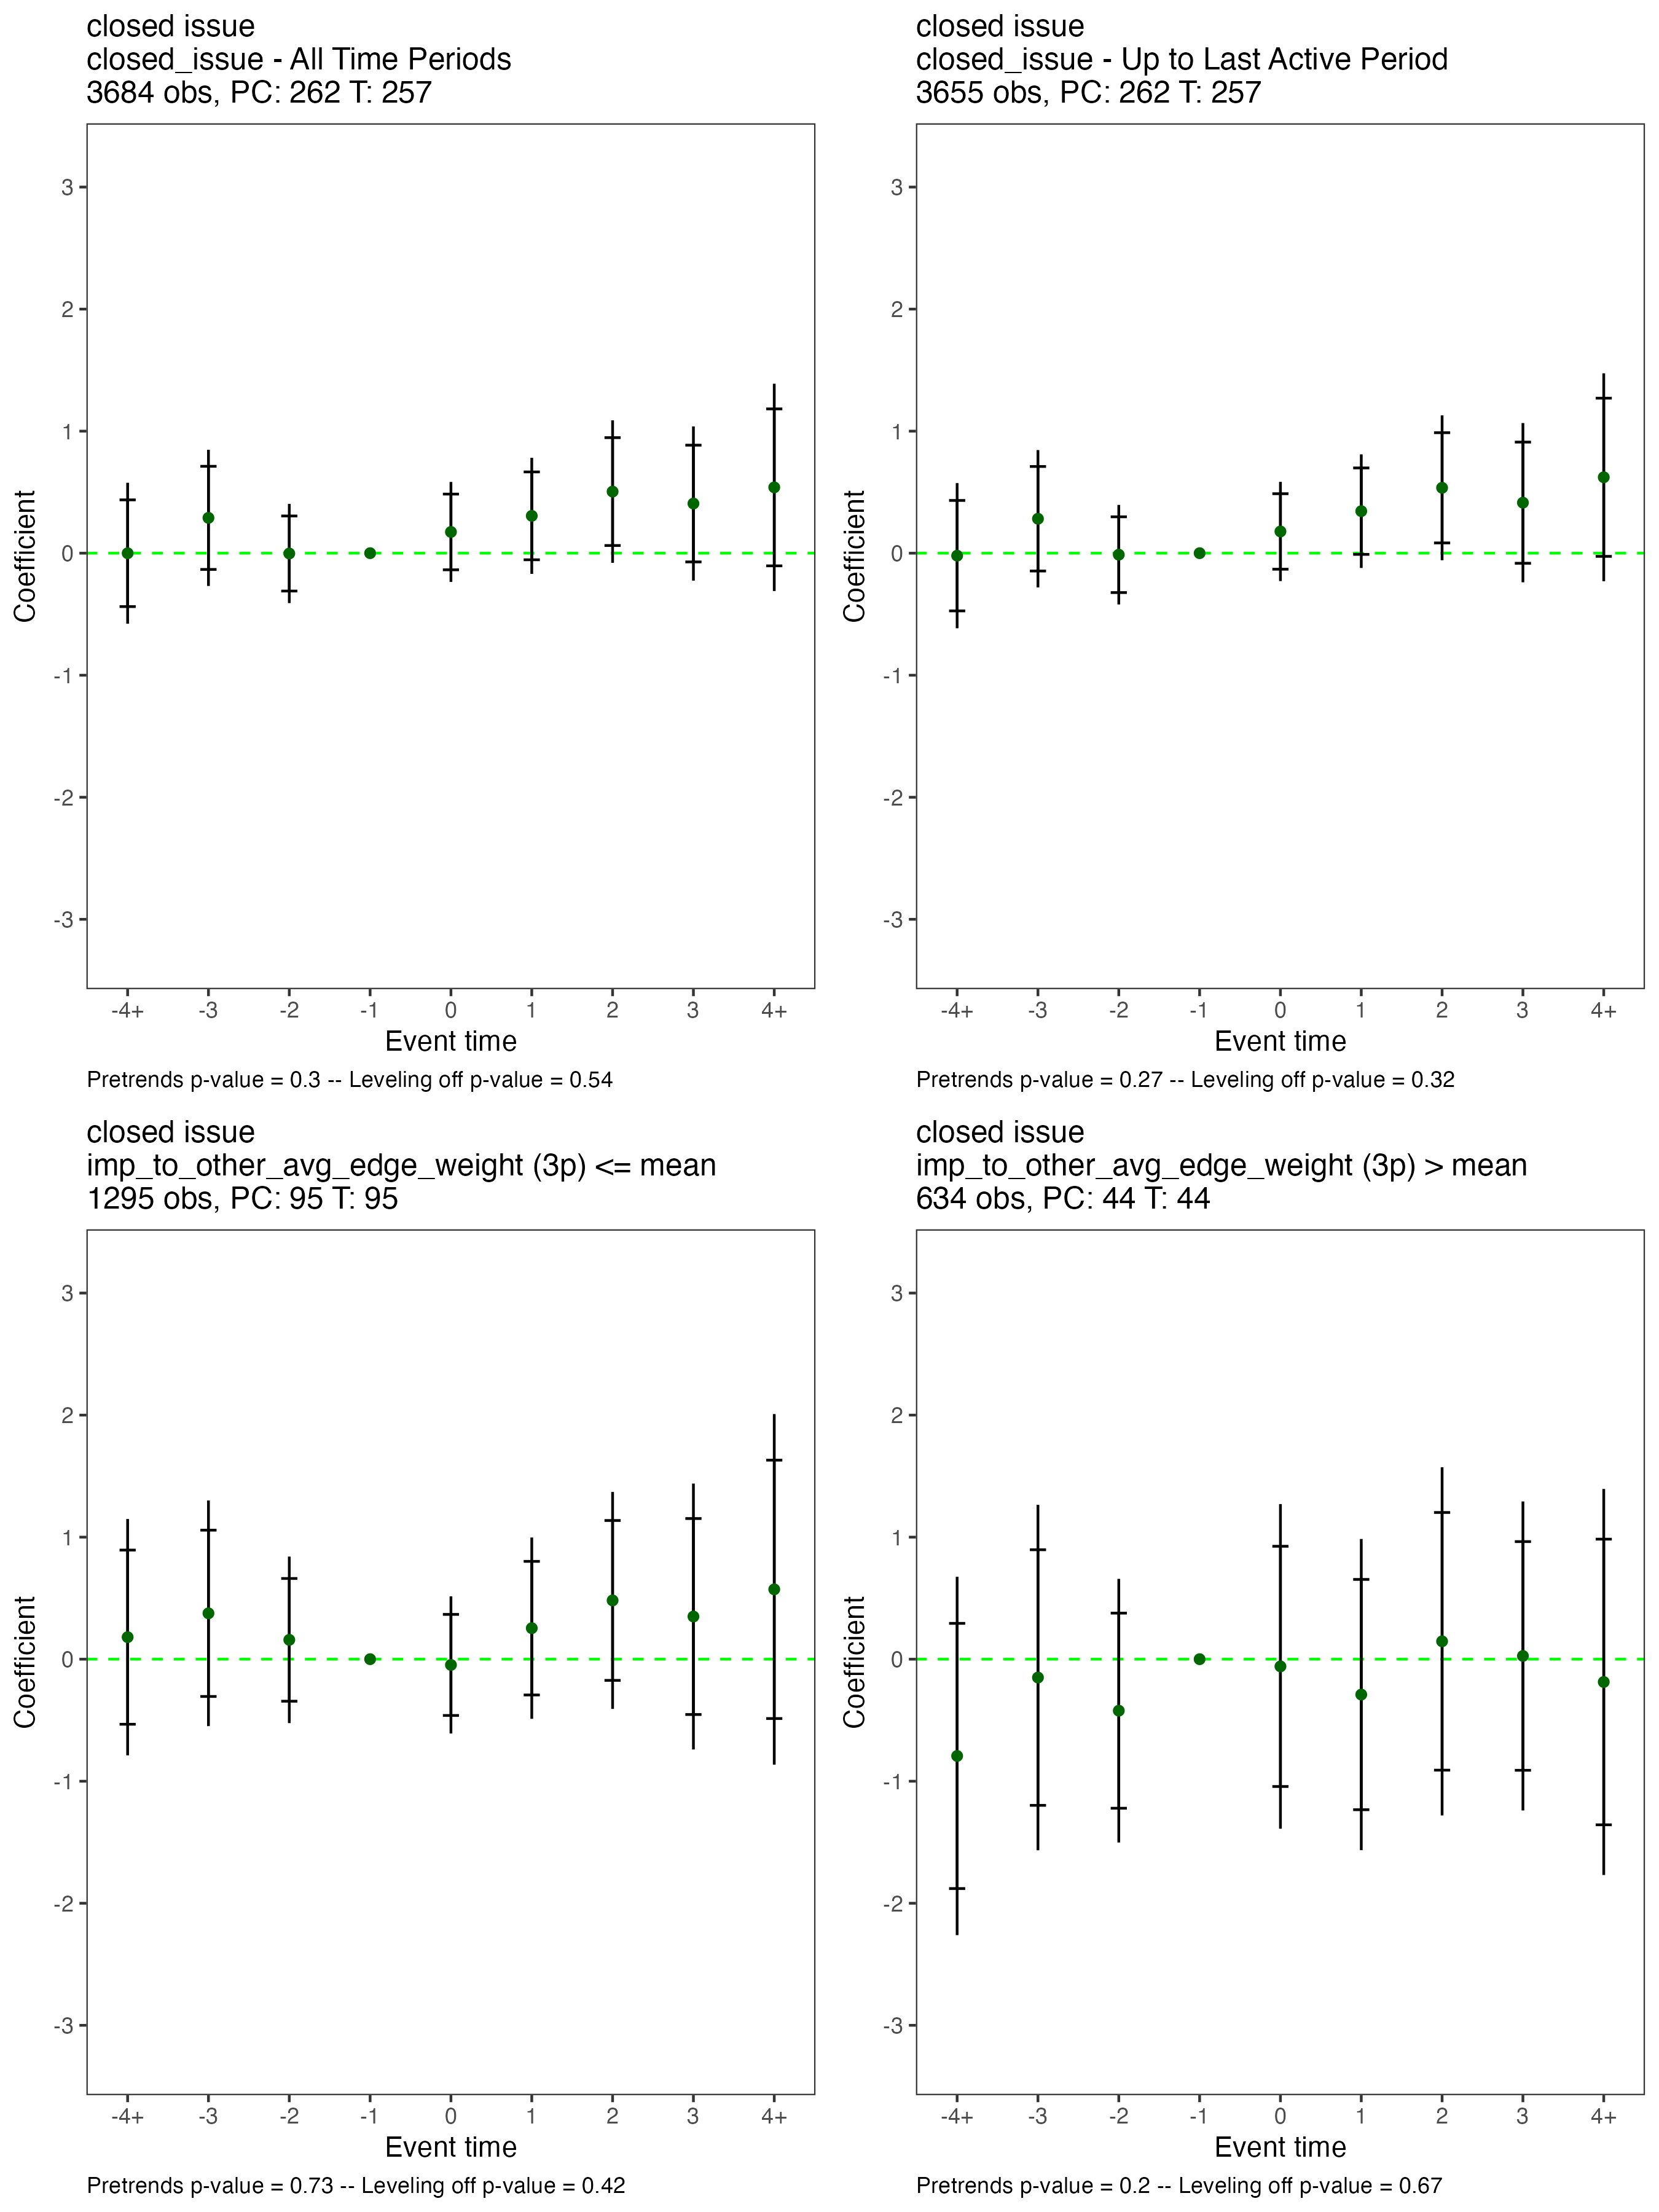 closed issue
closed_issue - All Time Periods
3684 obs, PC: 262 T: 257
3
2
1
0
-1
-2
-3
Coefficient
-4+ -3 -2 -1 0 1 2 3 4+
Event time
Pretrends p-value = 0.3 -- Leveling off p-value = 0.54
closed issue
closed_issue - Up to Last Active Period
3655 obs, PC: 262 T: 257
3
2
1
0
-1
-2
-3
Coefficient
-4+ -3 -2 -1 0 1 2 3 4+
Event time
Pretrends p-value = 0.27 -- Leveling off p-value = 0.32
closed issue
imp_to_other_avg_edge_weight (3p) <= mean
1295 obs, PC: 95 T: 95
3
2
1
0
-1
-2
-3
Coefficient
-4+ -3 -2 -1 0 1 2 3 4+
Event time
Pretrends p-value = 0.73 -- Leveling off p-value = 0.42
closed issue
imp_to_other_avg_edge_weight (3p) > mean
634 obs, PC: 44 T: 44
3
2
1
0
-1
-2
-3
Coefficient
-4+ -3 -2 -1 0 1 2 3 4+
Event time
Pretrends p-value = 0.2 -- Leveling off p-value = 0.67